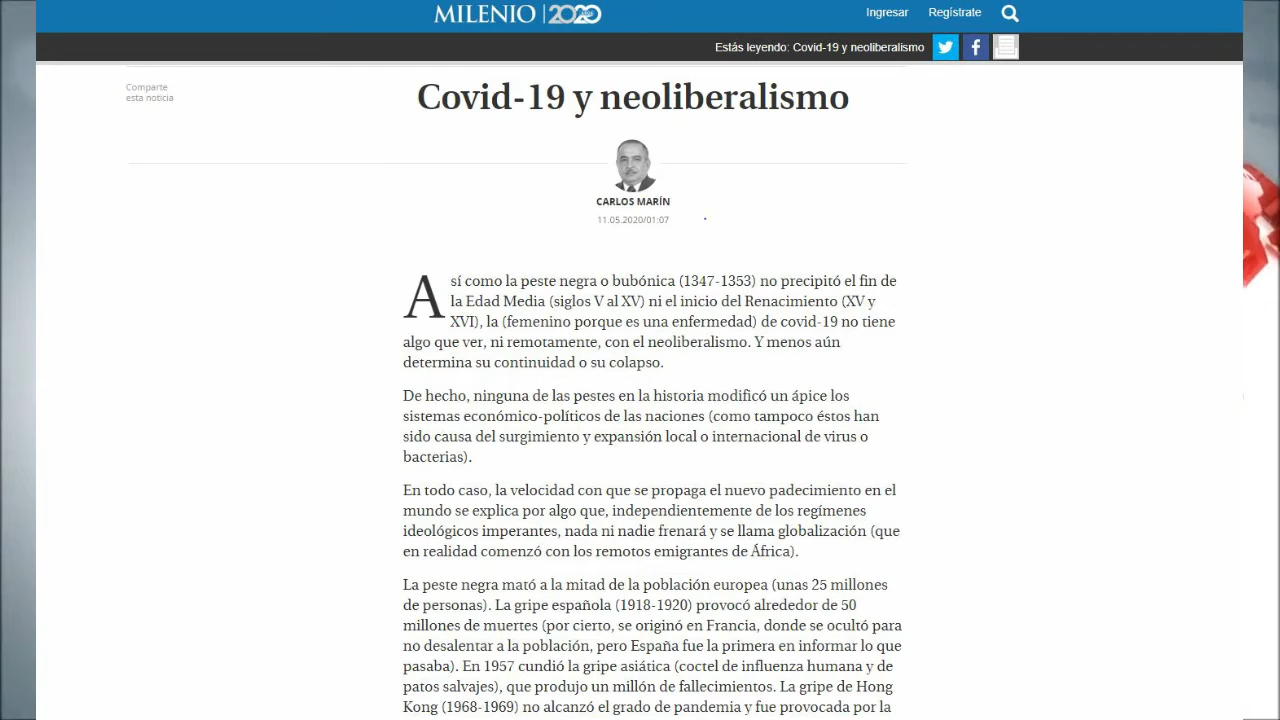 MILENIO 2020
Ingresar Regístrate
Estás leyendo: Covid-19 y neoliberalismo
Comparte
esta noticia
Covid-19 y neoliberalismo
CARLOS MARÍN
11.05.2020/01:07
Así como la peste negra o bubónica (1347-1353) no precipitó el fin de
la Edad Media (siglos V al XV) ni el inicio del Renacimiento (XV y
XVI), la (femenino porque es una enfermedad) de covid-19 no tiene
algo que ver, ni remotamente, con el neoliberalismo. Y menos aún
determina su continuidad o su colapso.
De hecho, ninguna de las pestes en la historia modificó un ápice los
sistemas económico-políticos de las naciones (como tampoco éstos han
sido causa del surgimiento y expansión local o internacional de virus o
bacterias).
En todo caso, la velocidad con que se propaga el nuevo padecimiento en el
mundo se explica por algo que, independientemente de los regímenes
ideológicos imperantes, nada ni nadie frenará y se llama globalización (que
en realidad comenzó con los remotos emigrantes de África).
La peste negra mató a la mitad de la población europea (unas 25 millones
de personas). La gripe española (1918-1920) provocó alrededor de 50
millones de muertes (por cierto, se originó en Francia, donde se ocultó para
no desalentar a la población, pero España fue la primera en informar lo que
pasaba). En 1957 cundió la gripe asiática (coctel de influenza humana y de
patos salvajes), que produjo un millón de fallecimientos. La gripe de Hong
Kong (1968-1969) no alcanzó el grado de pandemia y fue provocada por la